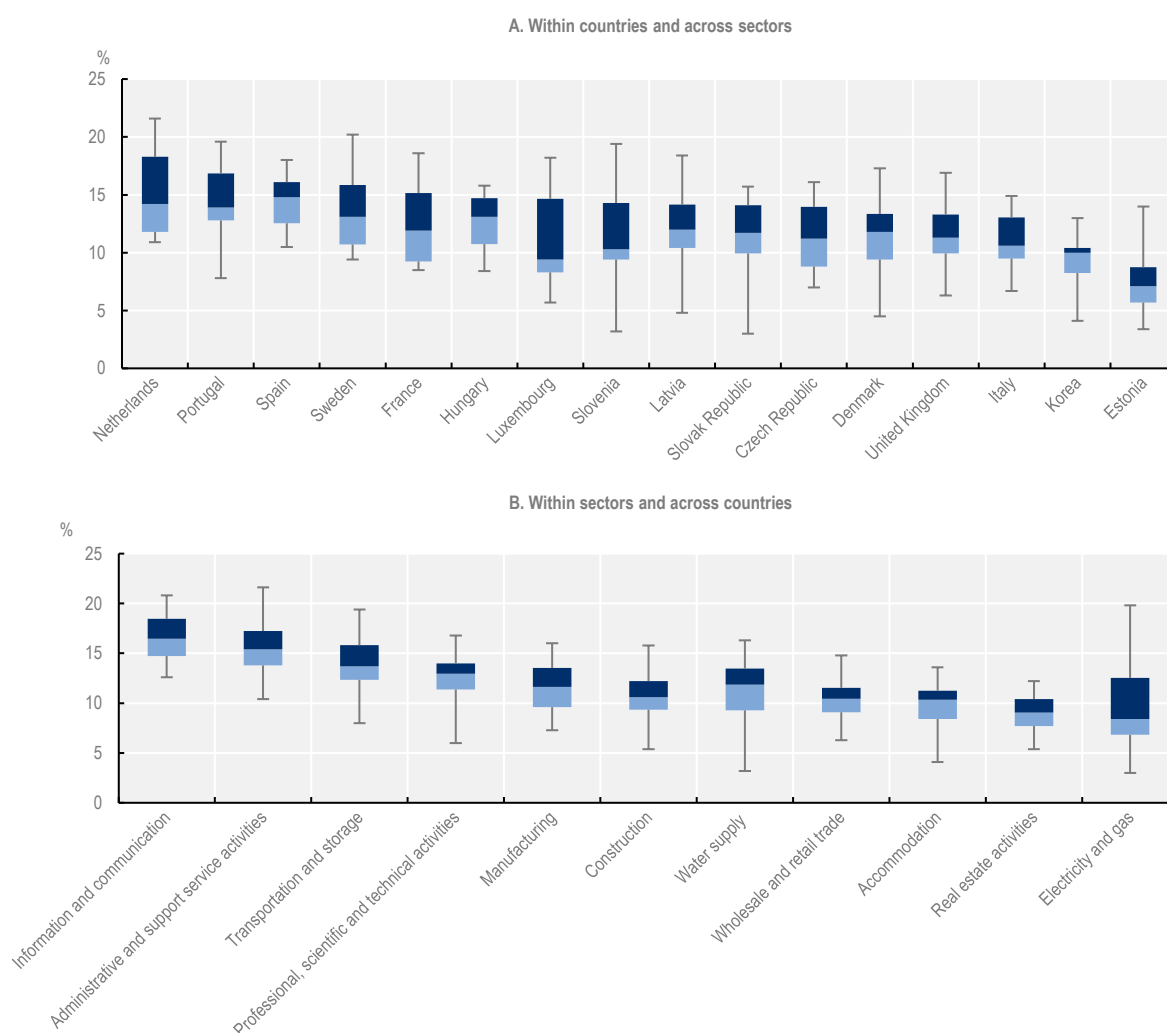 A. Within countries and across sectors
%
25
20
15
10
5
0
Netherlands
Portugal
Spain
Sweden
France
Hungary
Luxembourg
Slovenia
Latvia
Slovak Republic
Czech Republic
Denmark
United Kingdom
Italy
Korea
Estonia
B. Within sectors and across countries
%
25
20
15
10
5
0
Information and communication
Administrative and support service activities
Transportation and storage
Professional, scientific and technical activities
Manufacturing
Construction
Water supply
Wholesale and retail trade
Accommodation
Real estate activities
Electricity and gas